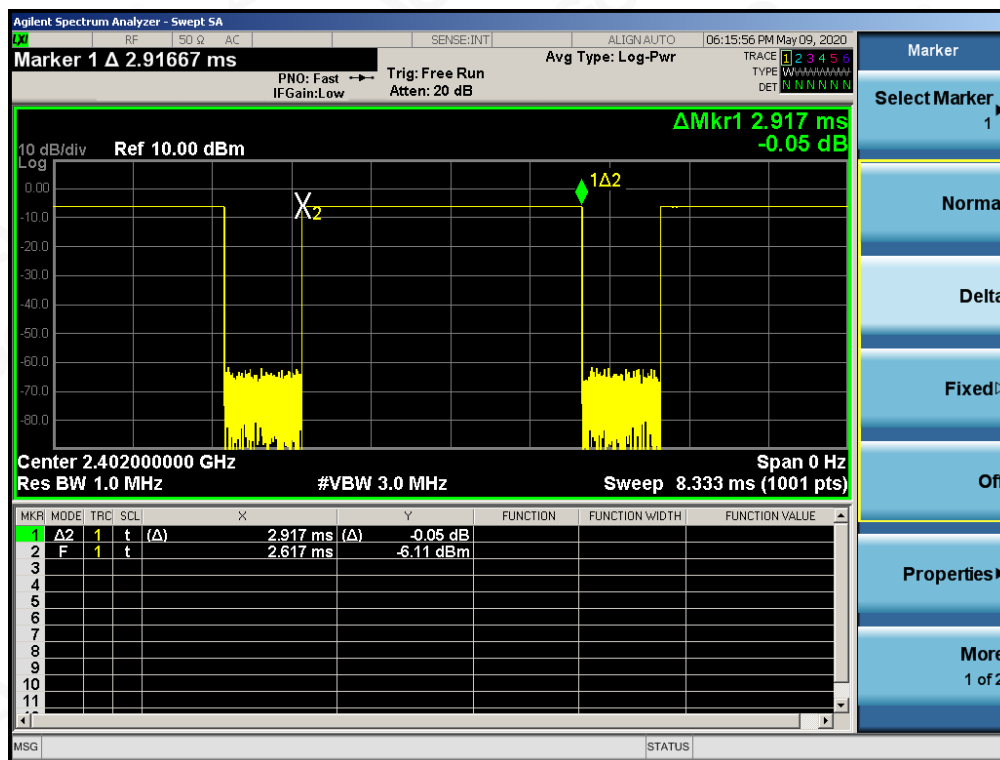 Agilent Spectrum Analyzer - Swept SA
LXI RF 50 Ω AC SENSE:INT ALIGN AUTO 06:15:56 PM May 09, 2020
Marker 1 Δ 2.91667 ms
PNO: Fast
IFGain:Low
Trig: Free Run
Atten: 20 dB
Avg Type: Log-Pwr
TRACE 1 2 3 4 5 6
TYPE WWWWWW
DET N N N N N N
ΔMkr1 2.917 ms
-0.05 dB
10 dB/div Ref 10.00 dBm
Log
0.00
-10.0
-20.0
-30.0
-40.0
-50.0
-60.0
-70.0
-80.0
X2
1Δ2
Center 2.402000000 GHz Span 0 Hz
Res BW 1.0 MHz #VBW 3.0 MHz Sweep 8.333 ms (1001 pts)
MKR MODE TRC SCL X Y FUNCTION FUNCTION WIDTH FUNCTION VALUE
1 Δ2 1 t (Δ) 2.917 ms (Δ) -0.05 dB
2 F 1 t 2.617 ms -6.11 dBm
3
4
5
6
7
8
9
10
11
MSG STATUS
Marker
Select Marker
1
Norma
Delta
Fixed
Of
Properties
More
1 of 2